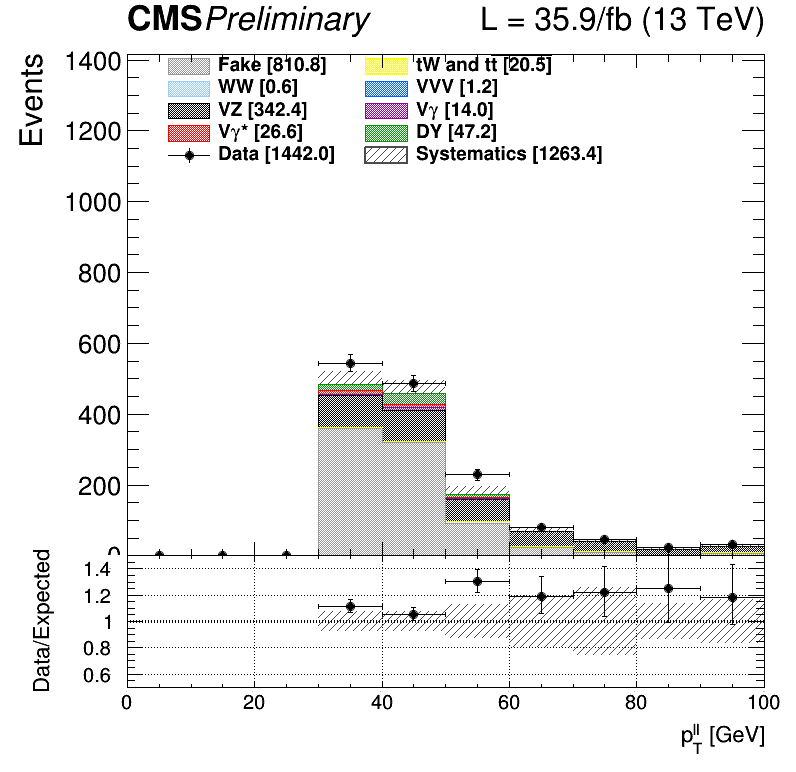 CMS Preliminary L = 35.9/fb (13 TeV)
Events
1400
1200
1000
800
600
400
200
0
Fake [810.8] tW and tt [20.5]
WW [0.6] VVV [1.2]
VZ [342.4] Vγ [14.0]
Vγ* [26.6] DY [47.2]
Data [1442.0] Systematics [1263.4]
Data/Expected
1.4
1.2
1
0.8
0.6
0 20 40 60 80 100
p_T^ll [GeV]